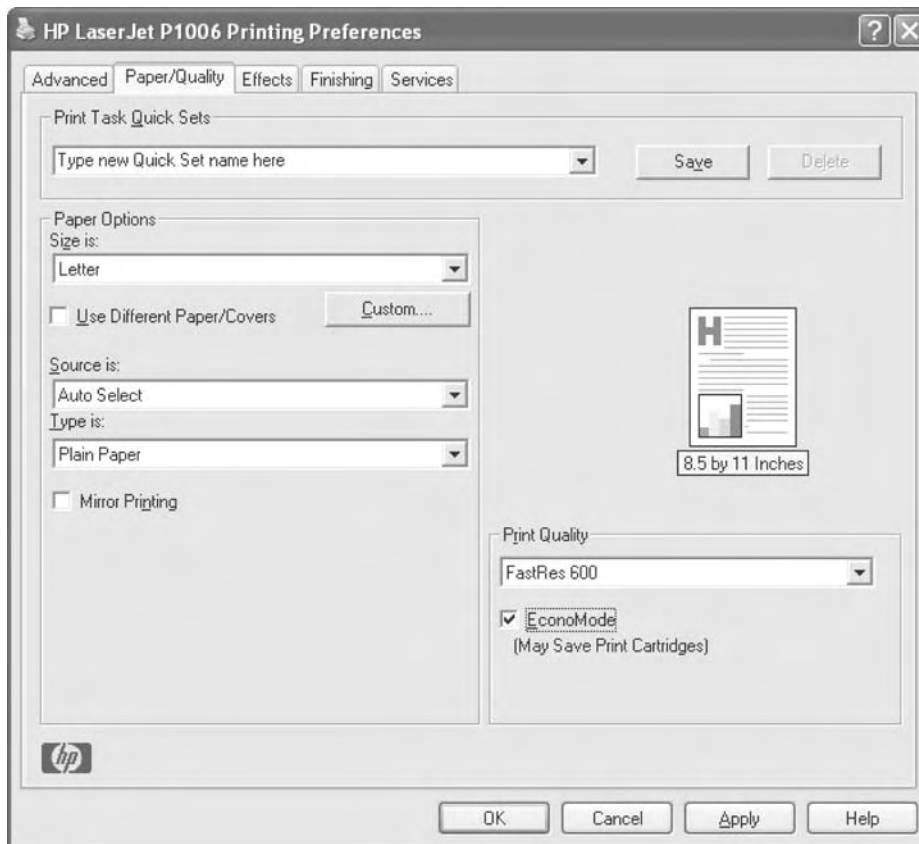 HP LaserJet P1006 Printing Preferences
? X
Advanced Paper/Quality Effects Finishing Services
Print Task Quick Sets
Type new Quick Set name here
Save Delete
Paper Options
Size is:
Letter
Use Different Paper/Covers Custom....
Source is:
Auto Select
Type is:
Plain Paper
Mirror Printing
H
8.5 by 11 Inches
Print Quality
FastRes 600
EconoMode
(May Save Print Cartridges)
hp
OK Cancel Apply Help